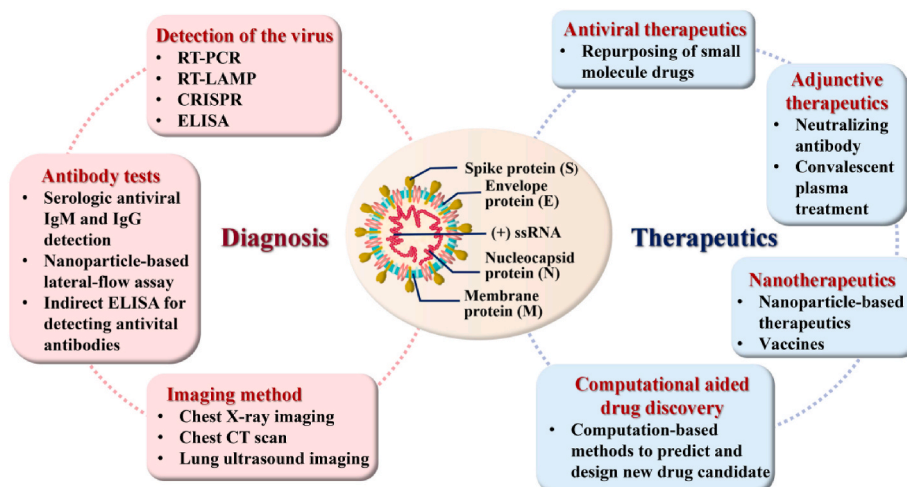 Detection of the virus
• RT-PCR
• RT-LAMP
• CRISPR
• ELISA
Antibody tests
• Serologic antiviral
IgM and IgG
detection
• Nanoparticle-based
lateral-flow assay
• Indirect ELISA for
detecting antivital
antibodies
Imaging method
• Chest X-ray imaging
• Chest CT scan
• Lung ultrasound imaging
Diagnosis
Spike protein (S)
Envelope
protein (E)
(+) ssRNA
Nucleocapsid
protein (N)
Membrane
protein (M)
Therapeutics
Antiviral therapeutics
• Repurposing of small
molecule drugs
Adjunctive
therapeutics
• Neutralizing
antibody
• Convalescent
plasma
treatment
Nanotherapeutics
• Nanoparticle-based
therapeutics
• Vaccines
Computational aided
drug discovery
• Computation-based
methods to predict and
design new drug candidate